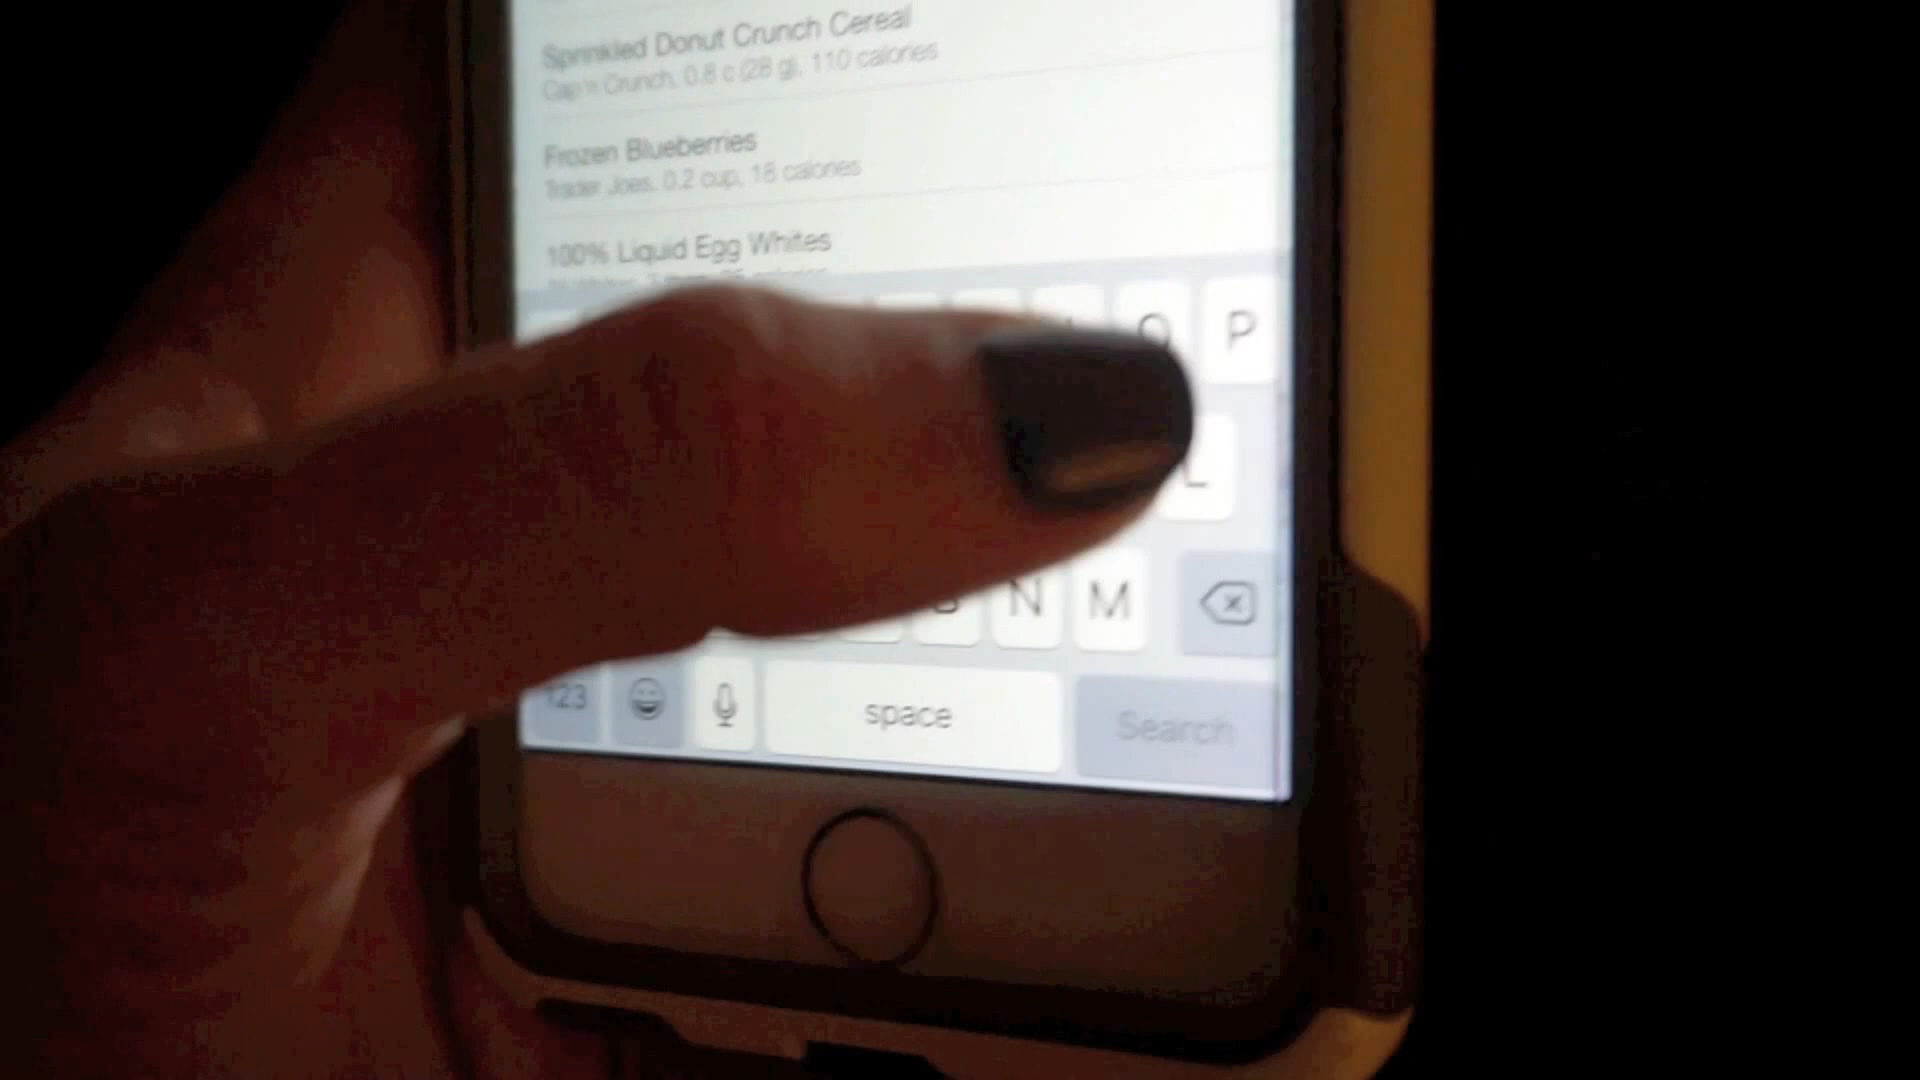 Sprinkled Donut Crunch Cereal
Cap'n Crunch, 0.8 c (28 g), 110 calories
Frozen Blueberries
Trader Joes, 0.2 cup, 18 calories
100% Liquid Egg Whites
O P
L
B N M
123 space Search